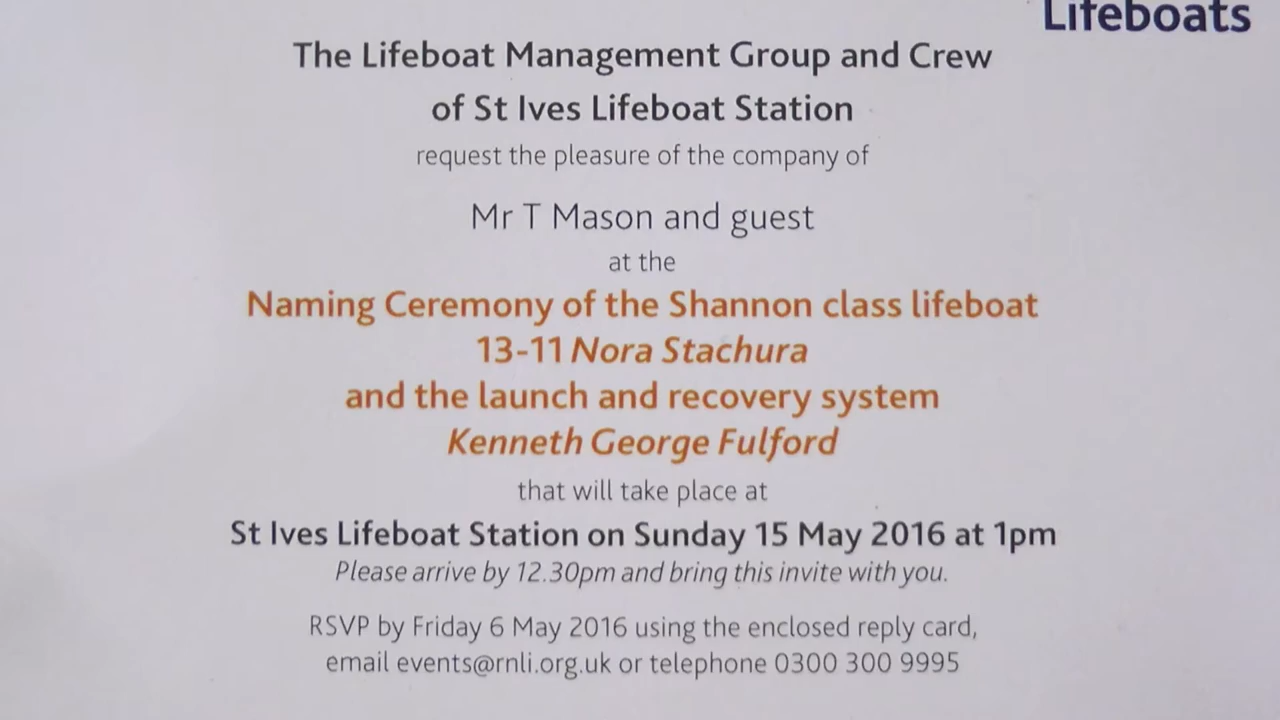 Lifeboats
The Lifeboat Management Group and Crew
of St Ives Lifeboat Station
request the pleasure of the company of
Mr T Mason and guest
at the
Naming Ceremony of the Shannon class lifeboat
13-11 Nora Stachura
and the launch and recovery system
Kenneth George Fulford
that will take place at
St Ives Lifeboat Station on Sunday 15 May 2016 at 1pm
Please arrive by 12.30pm and bring this invite with you.
RSVP by Friday 6 May 2016 using the enclosed reply card,
email events@rnli.org.uk or telephone 0300 300 9995